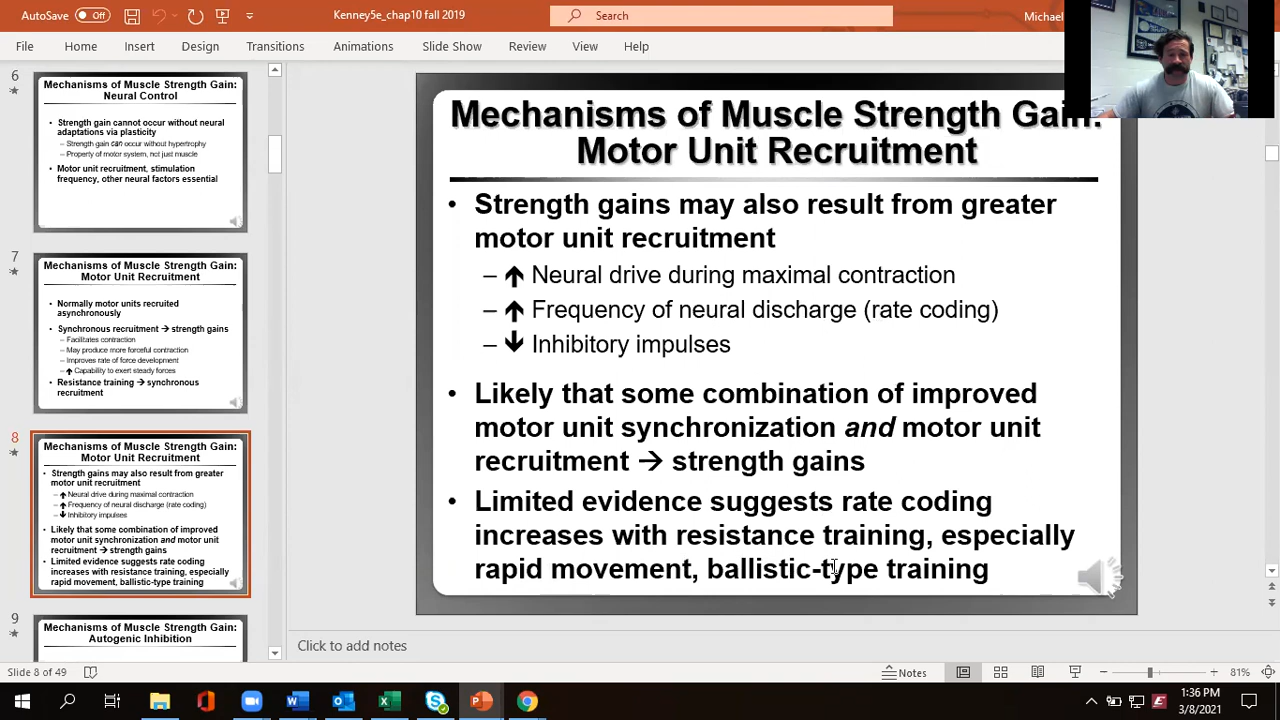 AutoSave Off
Kenney5e_chap10 fall 2019
Search
Michael
File Home Insert Design Transitions Animations Slide Show Review View Help
6
Mechanisms of Muscle Strength Gain:
Neural Control
• Strength gain cannot occur without neural
adaptations via plasticity
– Strength gain can occur without hypertrophy
– Property of motor system, not just muscle
• Motor unit recruitment, stimulation
frequency, other neural factors essential
7
Mechanisms of Muscle Strength Gain:
Motor Unit Recruitment
• Normally motor units recruited
asynchronously
• Synchronous recruitment → strength gains
– Facilitates contraction
– May produce more forceful contraction
– Improves rate of force development
– ↑ Capability to exert steady forces
• Resistance training → synchronous
recruitment
8
Mechanisms of Muscle Strength Gain:
Motor Unit Recruitment
• Strength gains may also result from greater
motor unit recruitment
– ↑ Neural drive during maximal contraction
– ↑ Frequency of neural discharge (rate coding)
– ↓ Inhibitory impulses
• Likely that some combination of improved
motor unit synchronization and motor unit
recruitment → strength gains
• Limited evidence suggests rate coding
increases with resistance training, especially
rapid movement, ballistic-type training
9
Mechanisms of Muscle Strength Gain:
Autogenic Inhibition
Mechanisms of Muscle Strength Gain:
Motor Unit Recruitment
• Strength gains may also result from greater
motor unit recruitment
– ↑ Neural drive during maximal contraction
– ↑ Frequency of neural discharge (rate coding)
– ↓ Inhibitory impulses
• Likely that some combination of improved
motor unit synchronization and motor unit
recruitment → strength gains
• Limited evidence suggests rate coding
increases with resistance training, especially
rapid movement, ballistic-type training
Click to add notes
Slide 8 of 49
Notes
81%
1:36 PM
3/8/2021